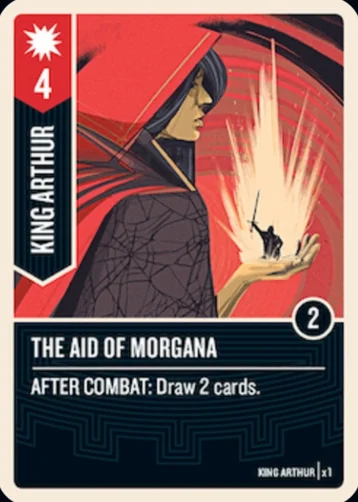 4
KING ARTHUR
2
THE AID OF MORGANA
AFTER COMBAT: Draw 2 cards.
KING ARTHUR | x1